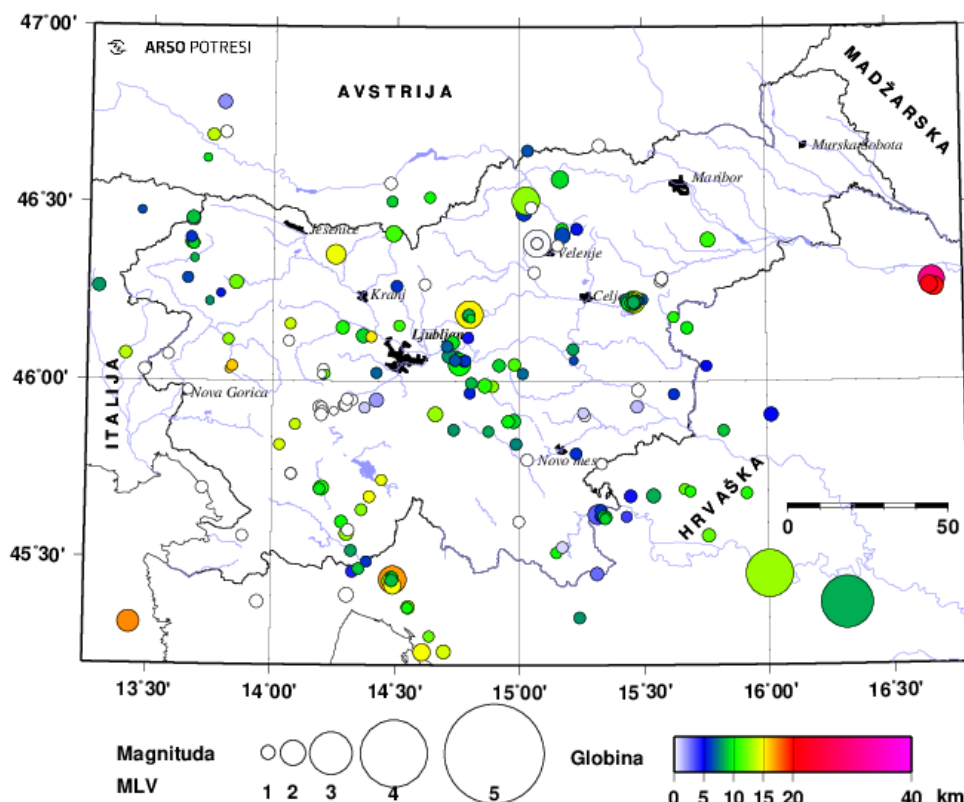 47°00'
ARSO POTRESI
AVSTRIJA
MADŽARSKA
Murska Sobota
46°30'
Maribor
Jesenice
Velenje
Kranj
Celje
Ljubljana
46°00'
ITALIJA
Nova Gorica
Novo mesto
HRVAŠKA
0 50
45°30'
13°30' 14°00' 14°30' 15°00' 15°30' 16°00' 16°30'
Magnituda
MLV
1 2 3 4 5
Globina
0 5 10 15 20 40 km